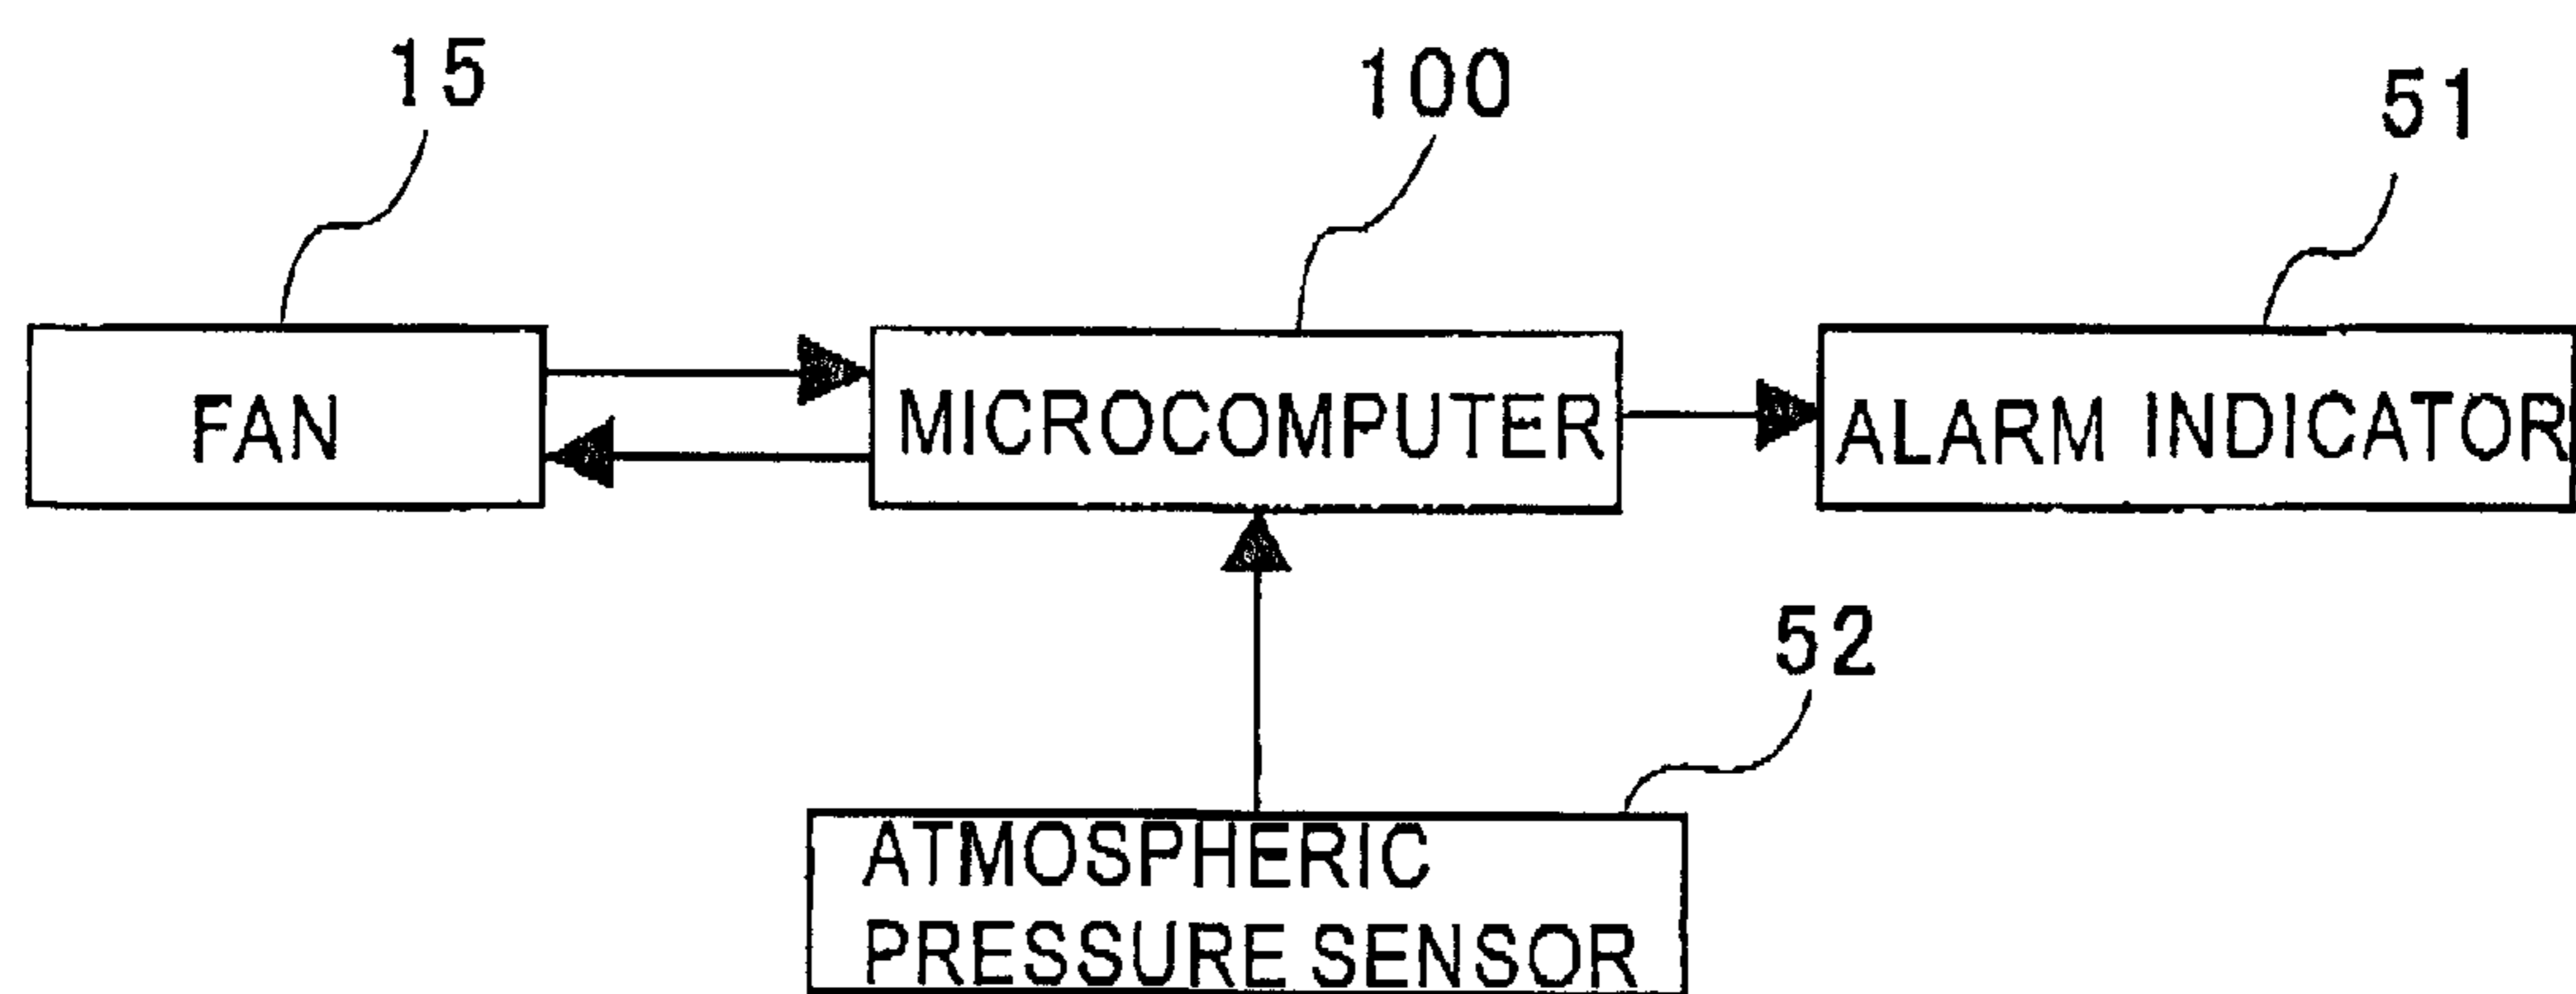 15
100
51
FAN
MICROCOMPUTER
ALARM INDICATOR
52
ATMOSPHERIC
PRESSURE SENSOR